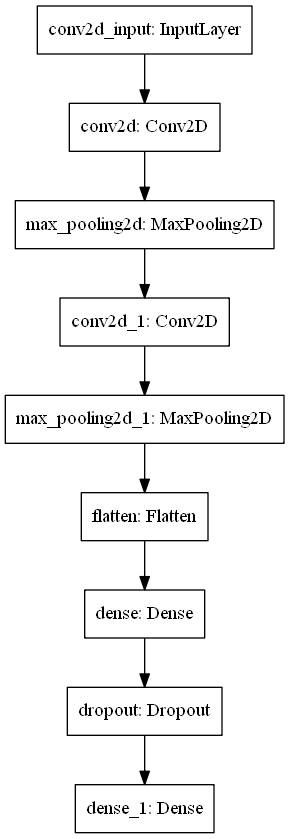 conv2d_input: InputLayer
conv2d: Conv2D
max_pooling2d: MaxPooling2D
conv2d_1: Conv2D
max_pooling2d_1: MaxPooling2D
flatten: Flatten
dense: Dense
dropout: Dropout
dense_1: Dense